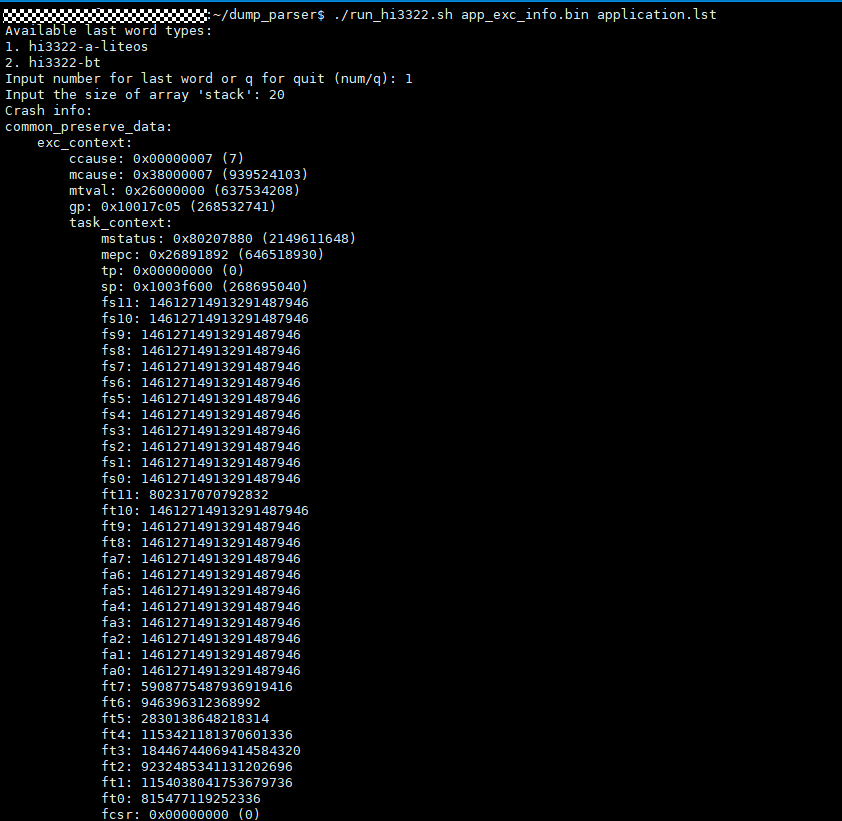 :~/dump_parser$ ./run_hi3322.sh app_exc_info.bin application.lst
Available last word types:
1. hi3322-a-liteos
2. hi3322-bt
Input number for last word or q for quit (num/q): 1
Input the size of array 'stack': 20
Crash info:
common_preserve_data:
exc_context:
ccause: 0x00000007 (7)
mcause: 0x38000007 (939524103)
mtval: 0x26000000 (637534208)
gp: 0x10017c05 (268532741)
task_context:
mstatus: 0x80207880 (2149611648)
mepc: 0x26891892 (646518930)
tp: 0x00000000 (0)
sp: 0x1003f600 (268695040)
fs11: 14612714913291487946
fs10: 14612714913291487946
fs9: 14612714913291487946
fs8: 14612714913291487946
fs7: 14612714913291487946
fs6: 14612714913291487946
fs5: 14612714913291487946
fs4: 14612714913291487946
fs3: 14612714913291487946
fs2: 14612714913291487946
fs1: 14612714913291487946
fs0: 14612714913291487946
ft11: 802317070792832
ft10: 14612714913291487946
ft9: 14612714913291487946
ft8: 14612714913291487946
fa7: 14612714913291487946
fa6: 14612714913291487946
fa5: 14612714913291487946
fa4: 14612714913291487946
fa3: 14612714913291487946
fa2: 14612714913291487946
fa1: 14612714913291487946
fa0: 14612714913291487946
ft7: 5908775487936919416
ft6: 946396312368992
ft5: 2830138648218314
ft4: 1153421181370601336
ft3: 18446744069414584320
ft2: 9232485341131202696
ft1: 1154038041753679736
ft0: 815477119252336
fcsr: 0x00000000 (0)